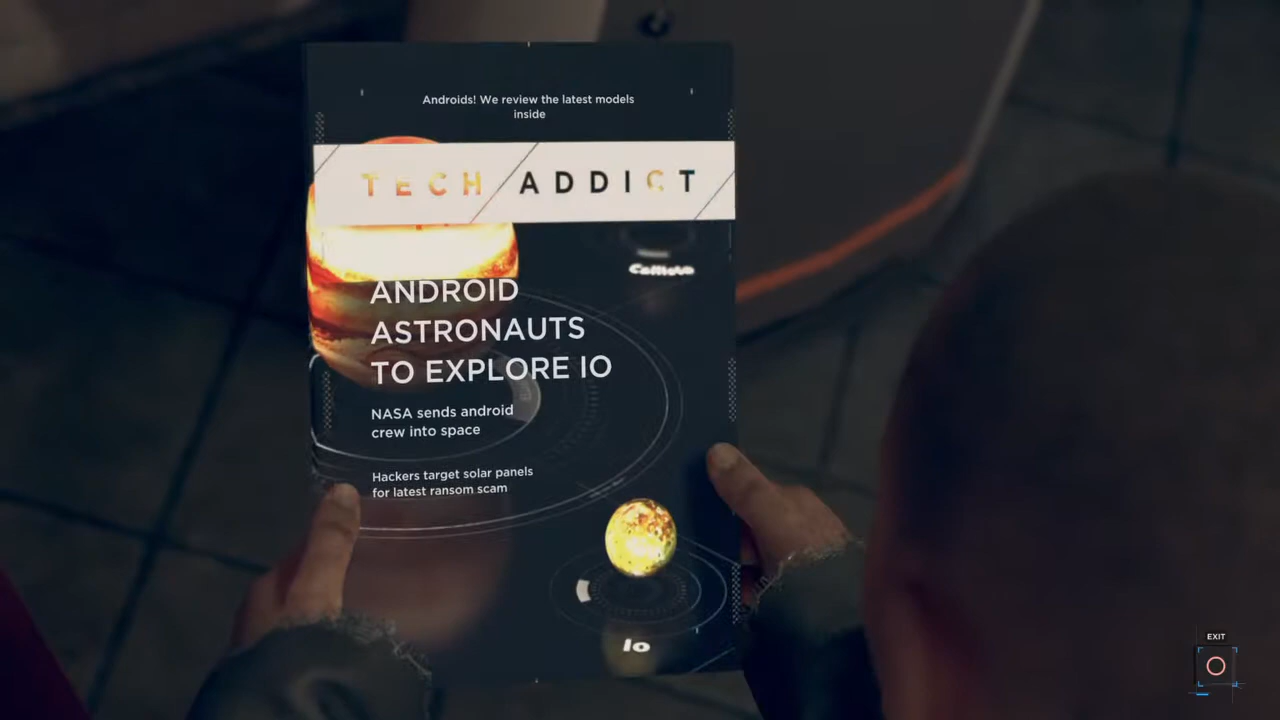 Androids! We review the latest models
inside
TECH ADDICT
Callisto
ANDROID
ASTRONAUTS
TO EXPLORE IO
NASA sends android
crew into space
Hackers target solar panels
for latest ransom scam
Io
EXIT